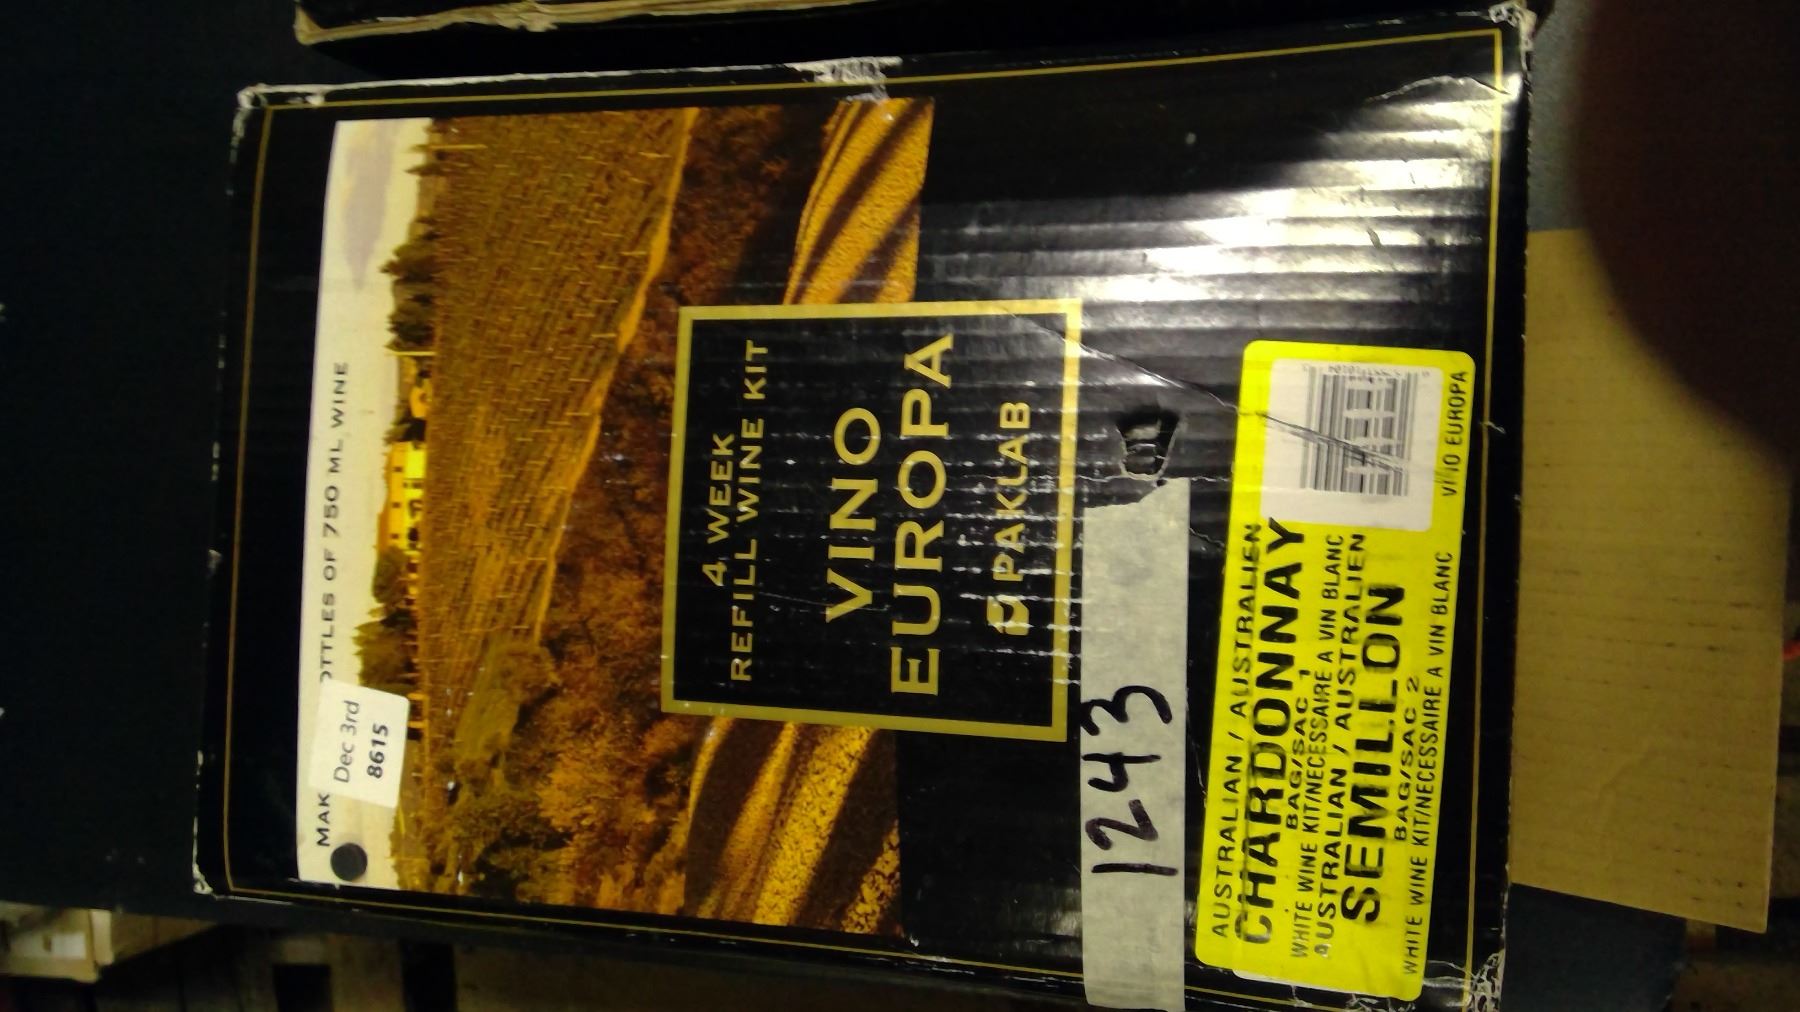 MAK OTTLES OF 750 ML WINE
Dec 3rd
8615
4 WEEK
REFILL WINE KIT
VINO
EUROPA
PAKLAB
1243
AUSTRALIAN / AUSTRALIEN
CHARDONNAY
BAG/SAC 1
WHITE WINE KIT/NECESSAIRE A VIN BLANC
AUSTRALIAN / AUSTRALIEN
SEMILLON
BAG/SAC 2
WHITE WINE KIT/NECESSAIRE A VIN BLANC
VINO EUROPA